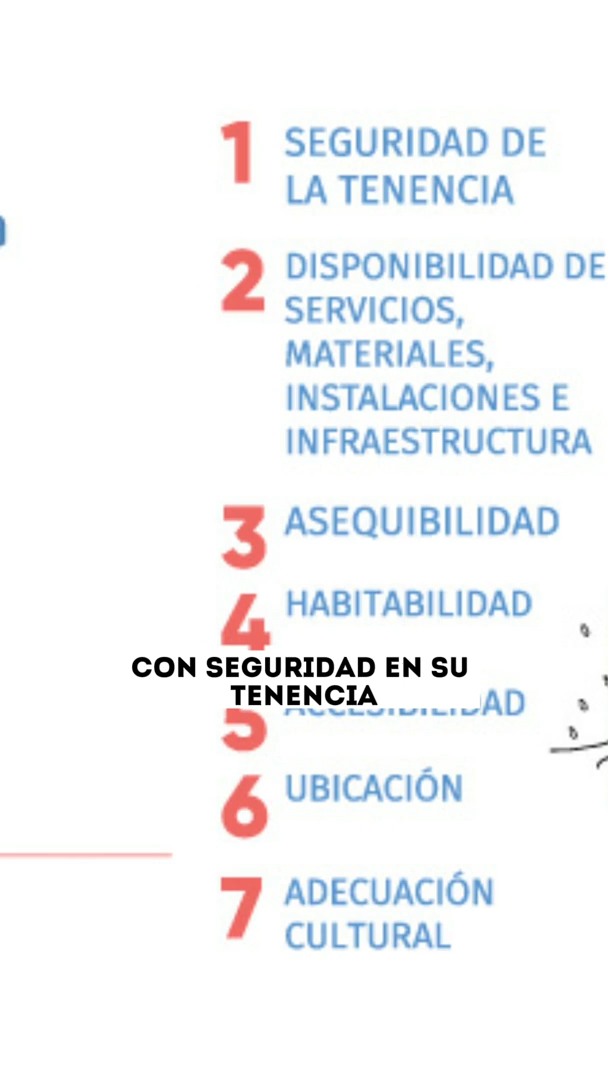 1 SEGURIDAD DE
LA TENENCIA
2 DISPONIBILIDAD DE
SERVICIOS,
MATERIALES,
INSTALACIONES E
INFRAESTRUCTURA
3 ASEQUIBILIDAD
4 HABITABILIDAD
CON SEGURIDAD EN SU
TENENCIA
5
6 UBICACIÓN
7 ADECUACIÓN
CULTURAL